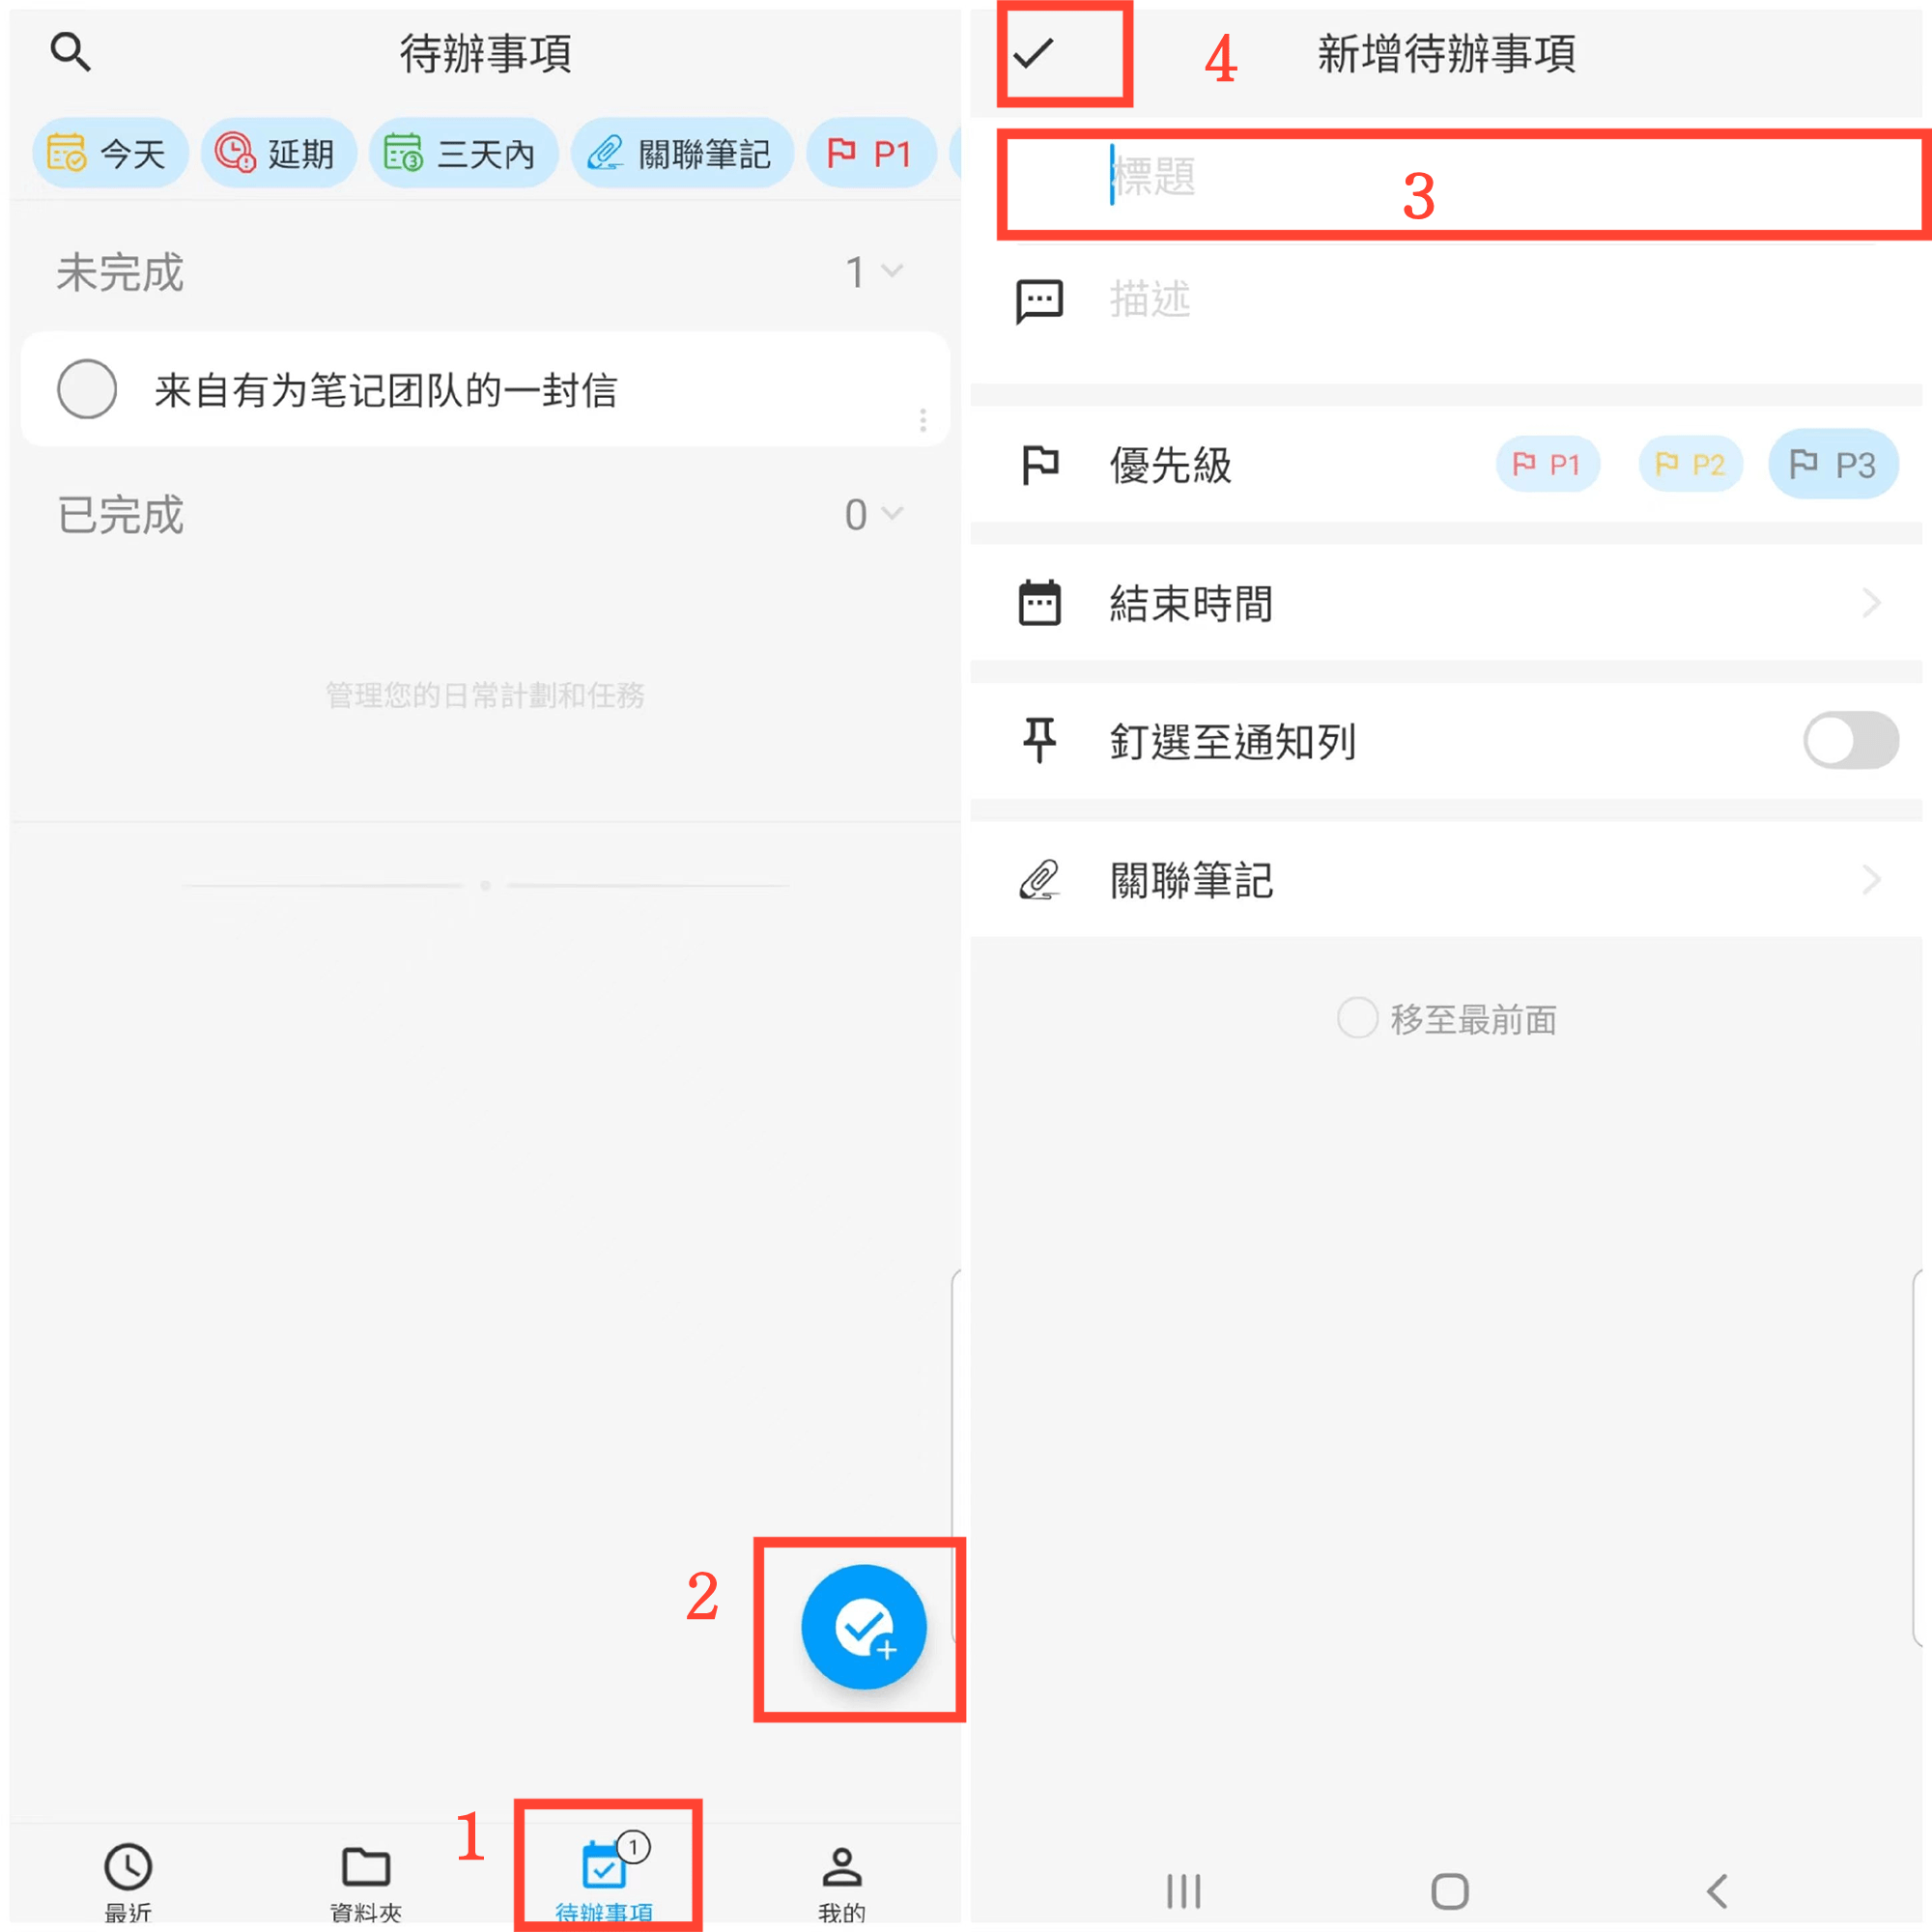 待辦事項
今天 延期 三天內 關聯筆記 P1
未完成 1
来自有为笔记团队的一封信
已完成 0
管理您的日常計劃和任務
2
1
1
最近 資料夾 待辦事項 我的
4 新增待辦事項
標題 3
描述
優先級 P1 P2 P3
結束時間
釘選至通知列
關聯筆記
移至最前面